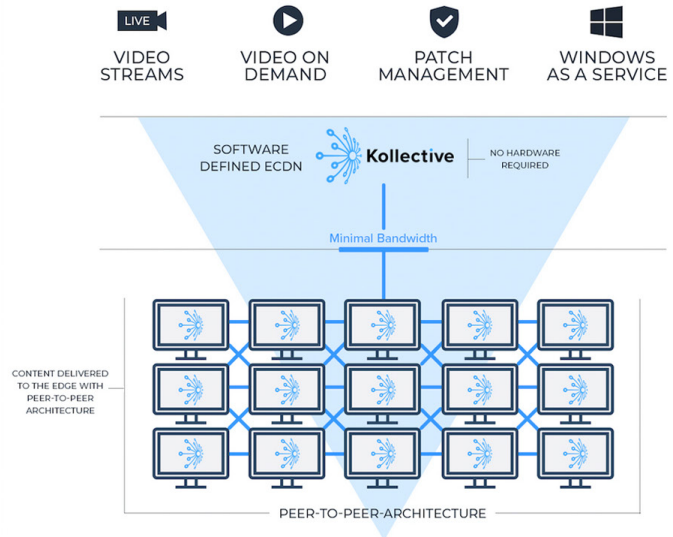 LIVE
VIDEO
STREAMS
VIDEO ON
DEMAND
PATCH
MANAGEMENT
WINDOWS
AS A SERVICE
SOFTWARE
DEFINED ECDN
Kollective
NO HARDWARE
REQUIRED
Minimal Bandwidth
CONTENT DELIVERED
TO THE EDGE WITH
PEER-TO-PEER
ARCHITECTURE
PEER-TO-PEER-ARCHITECTURE